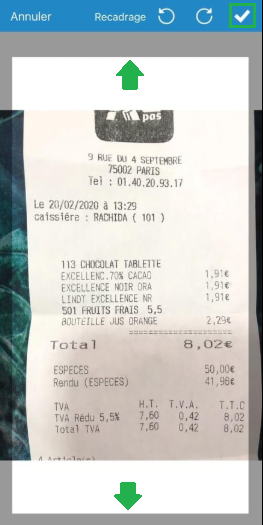 Annuler Recadrage
pos
9 RUE DU 4 SEPTEMBRE
75002 PARIS
Tel : 01.40.20.93.17
Le 20/02/2020 à 13:29
caissière : RACHIDA ( 101 )
113 CHOCOLAT TABLETTE
EXCELLENC.70% CACAO 1,91€
EXCELLENCE NOIR ORA 1,91€
LINDT EXCELLENCE NR 1,91€
501 FRUITS FRAIS 5,5
BOUTEILLE JUS ORANGE 2,29€
Total 8,02€
ESPECES 50,00€
Rendu (ESPECES) 41,98€
TVA H.T. T.V.A. T.T.C
TVA Rédu 5,5% 7,60 0,42 8,02
Total TVA 7,60 0,42 8,02
4 Article(s)